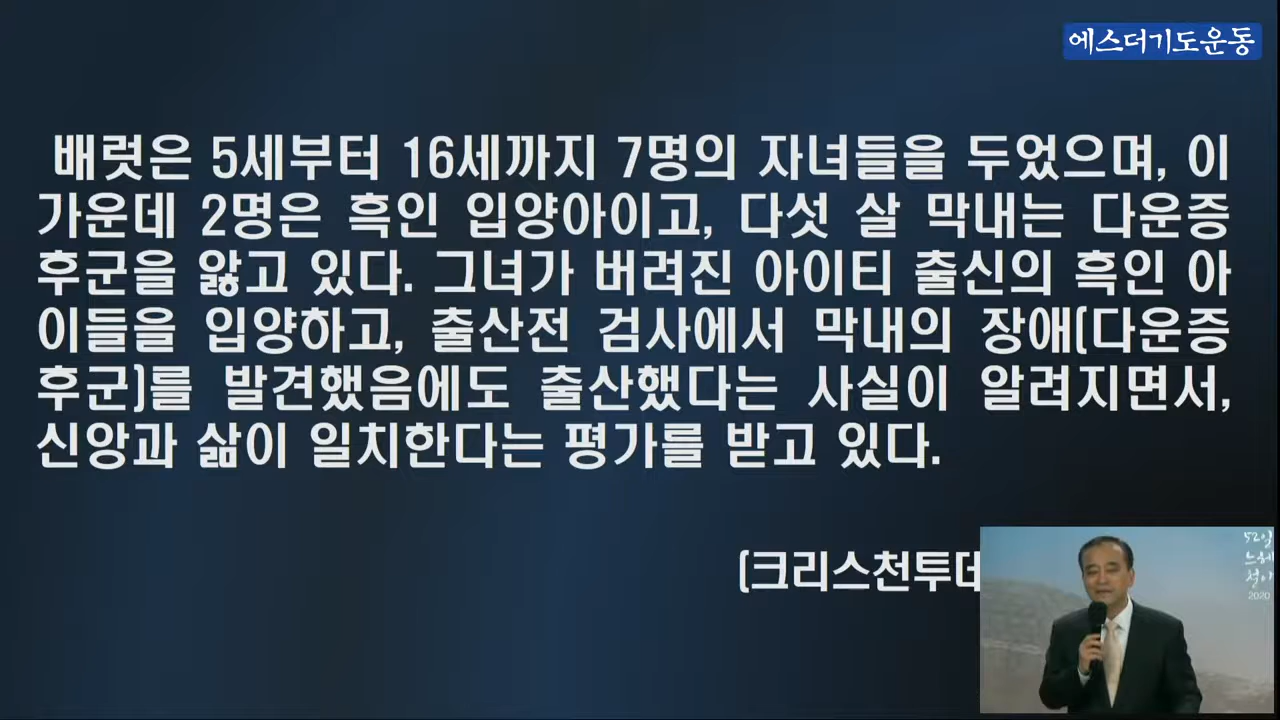 에스더기도운동
배럿은 5세부터 16세까지 7명의 자녀들을 두었으며, 이
가운데 2명은 흑인 입양아이고, 다섯 살 막내는 다운증
후군을 앓고 있다. 그녀가 버려진 아이티 출신의 흑인 아
이들을 입양하고, 출산전 검사에서 막내의 장애(다운증
후군)를 발견했음에도 출산했다는 사실이 알려지면서,
신앙과 삶이 일치한다는 평가를 받고 있다.
(크리스천투데
52일
느헤
2020